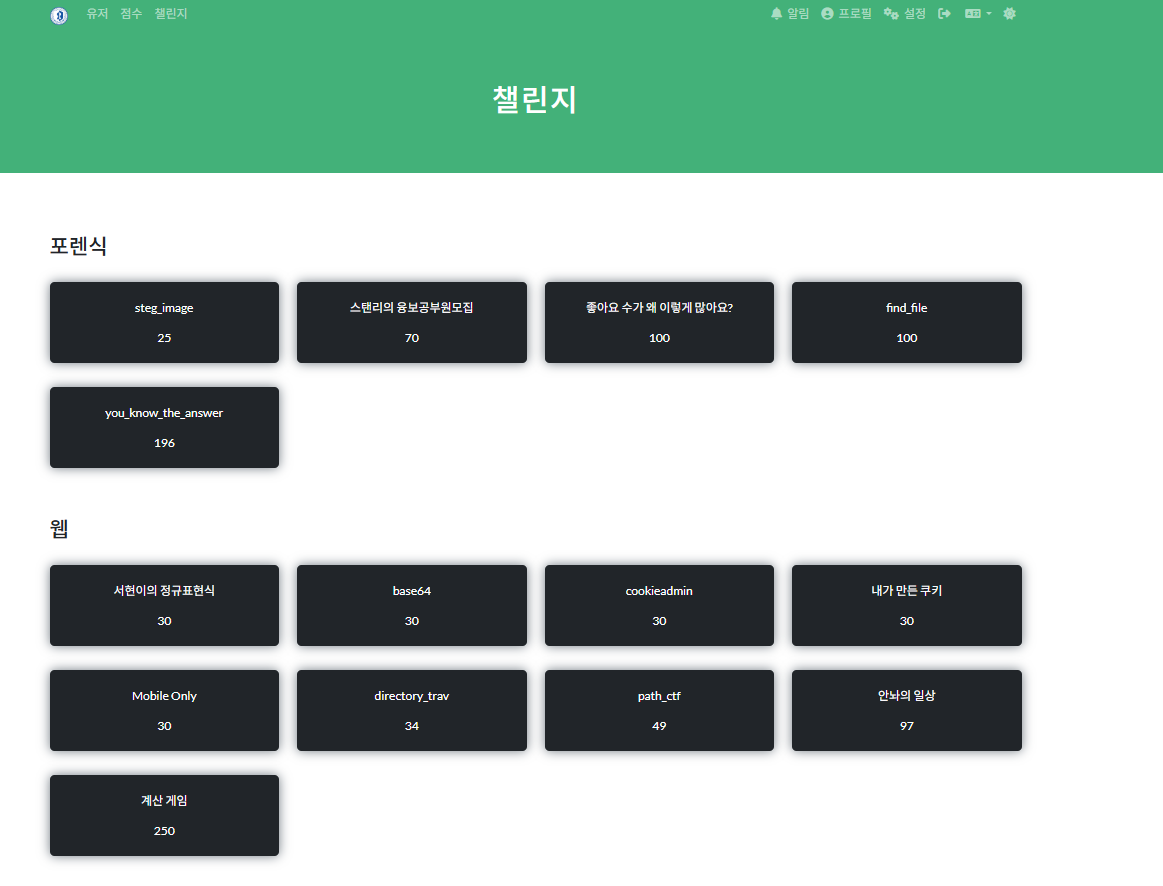 유저 점수 챌린지 알림 프로필 설정
챌린지
포렌식
steg_image
25
스탠리의 융보공부원모집
70
좋아요 수가 왜 이렇게 많아요?
100
find_file
100
you_know_the_answer
196
웹
서현이의 정규표현식
30
base64
30
cookieadmin
30
내가 만든 쿠키
30
Mobile Only
30
directory_trav
34
path_ctf
49
안놔의 일상
97
계산 게임
250